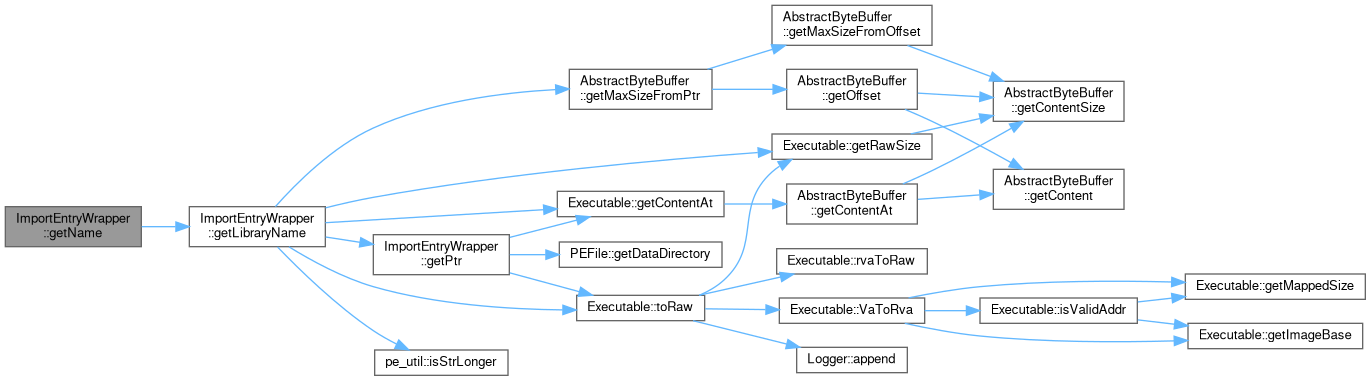 ImportEntryWrapper
::getName
ImportEntryWrapper
::getLibraryName
AbstractByteBuffer
::getMaxSizeFromPtr
AbstractByteBuffer
::getMaxSizeFromOffset
AbstractByteBuffer
::getOffset
AbstractByteBuffer
::getContentSize
Executable::getRawSize
AbstractByteBuffer
::getContent
Executable::getContentAt
AbstractByteBuffer
::getContentAt
ImportEntryWrapper
::getPtr
PEFile::getDataDirectory
Executable::toRaw
Executable::rvaToRaw
Executable::VaToRva
Executable::isValidAddr
Executable::getMappedSize
Executable::getImageBase
Logger::append
pe_util::isStrLonger